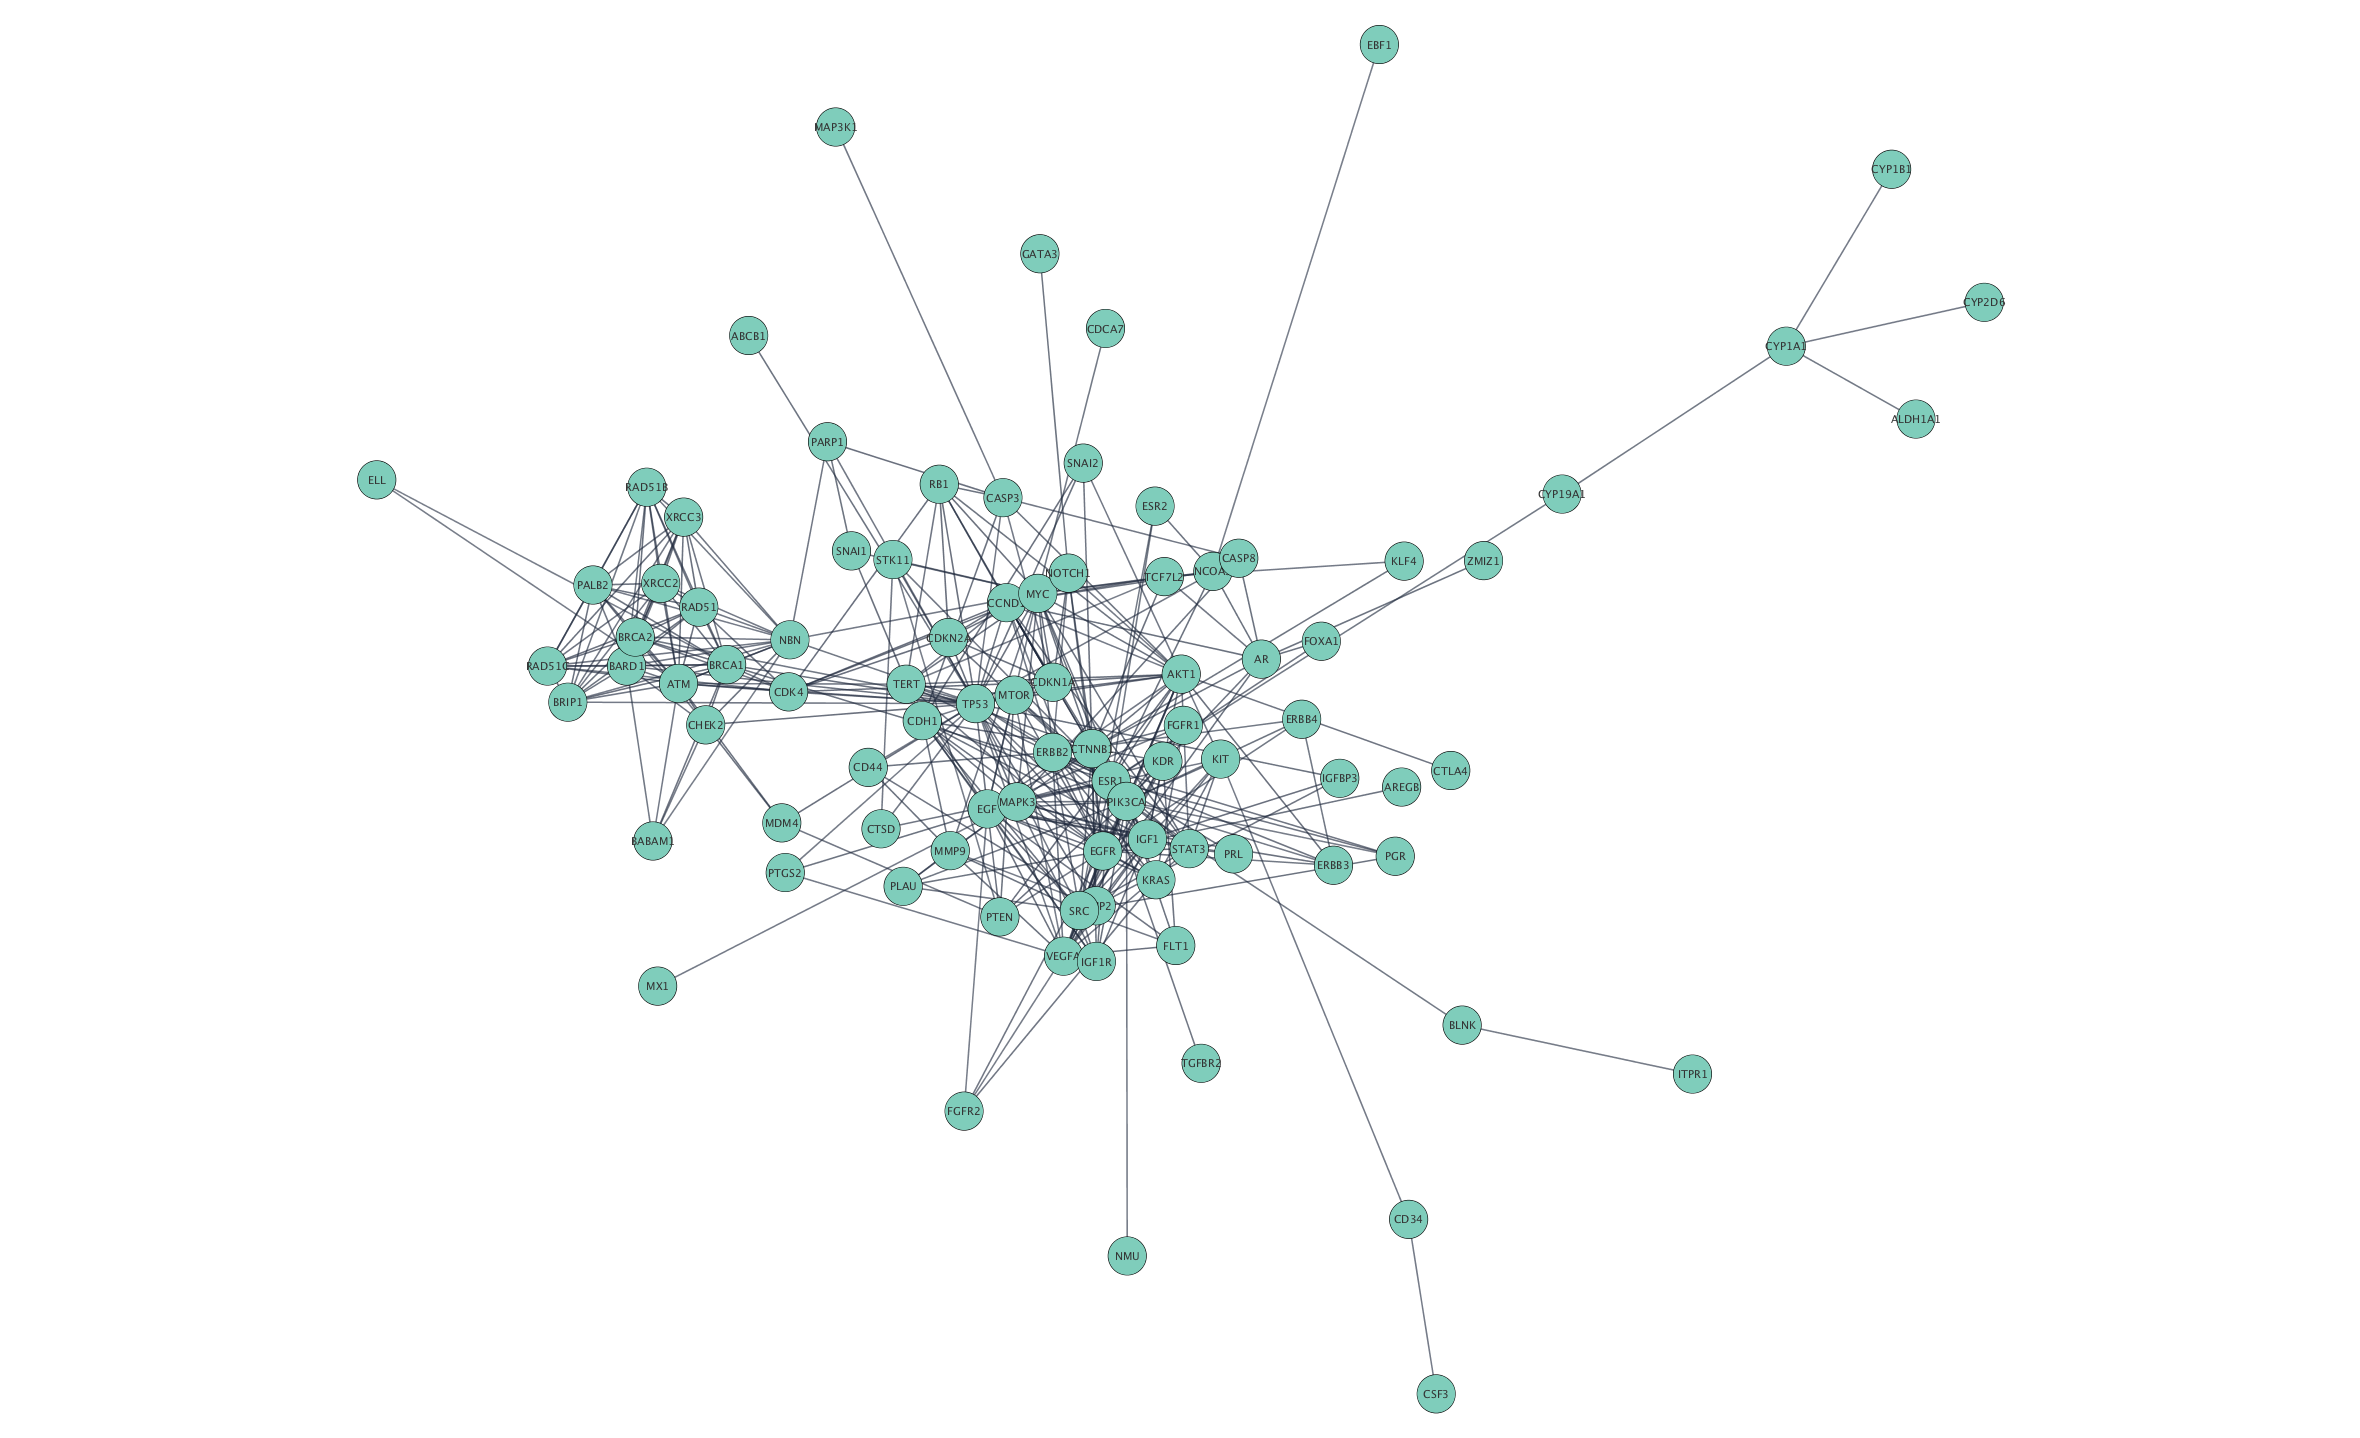 EBF1
MAP3K1
CYP1B1
GATA3
CYP2D6
CDCA7
ABCB1
CYP1A1
ALDH1A1
PARP1
SNAI2
ELL
RAD51B
RB1
CASP3
CYP19A1
ESR2
XRCC3
SNAI1
STK11
CASP8
KLF4
ZMIZ1
NOTCH1
TCF7L2
NCOA
PALB2
XRCC2
MYC
CCND
RAD51
BRCA2
NBN
CDKN2A
FOXA1
AR
RAD51C
BARD1
BRCA1
ATM
CDK4
TERT
CDKN1A
AKT1
MTOR
BRIP1
TP53
CHEK2
CDH1
FGFR1
ERBB4
ERBB2
CTNNB1
KDR
KIT
CD44
CTLA4
IGFBP3
ESR1
AREGB
PIK3CA
MAPK3
EGF
MDM4
CTSD
BABAM1
IGF1
MMP9
EGFR
STAT3
PRL
PGR
ERBB3
PTGS2
KRAS
PLAU
PTEN
SRC
P2
FLT1
VEGFA
IGF1R
MX1
BLNK
TGFBR2
ITPR1
FGFR2
CD34
NMU
CSF3